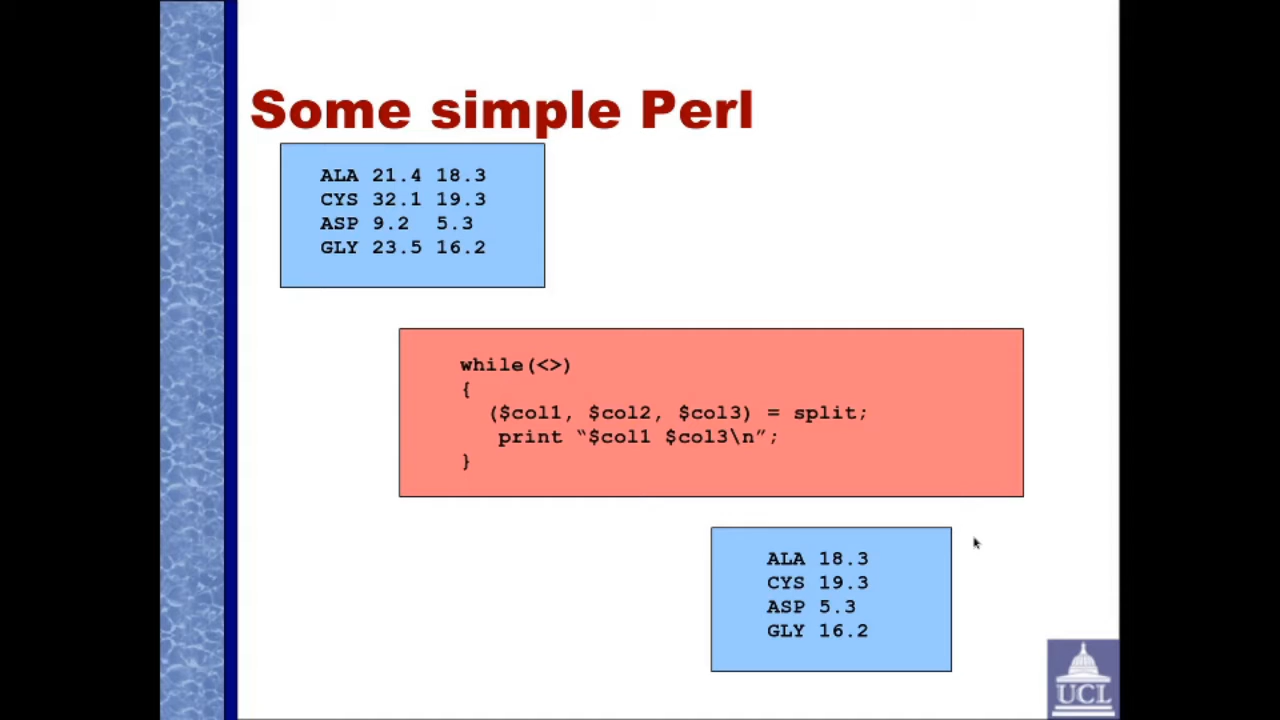 Some simple Perl
ALA 21.4 18.3
CYS 32.1 19.3
ASP 9.2  5.3
GLY 23.5 16.2
while(<>)
{
($col1, $col2, $col3) = split;
print “$col1 $col3\n”;
}
ALA 18.3
CYS 19.3
ASP 5.3
GLY 16.2
UCL